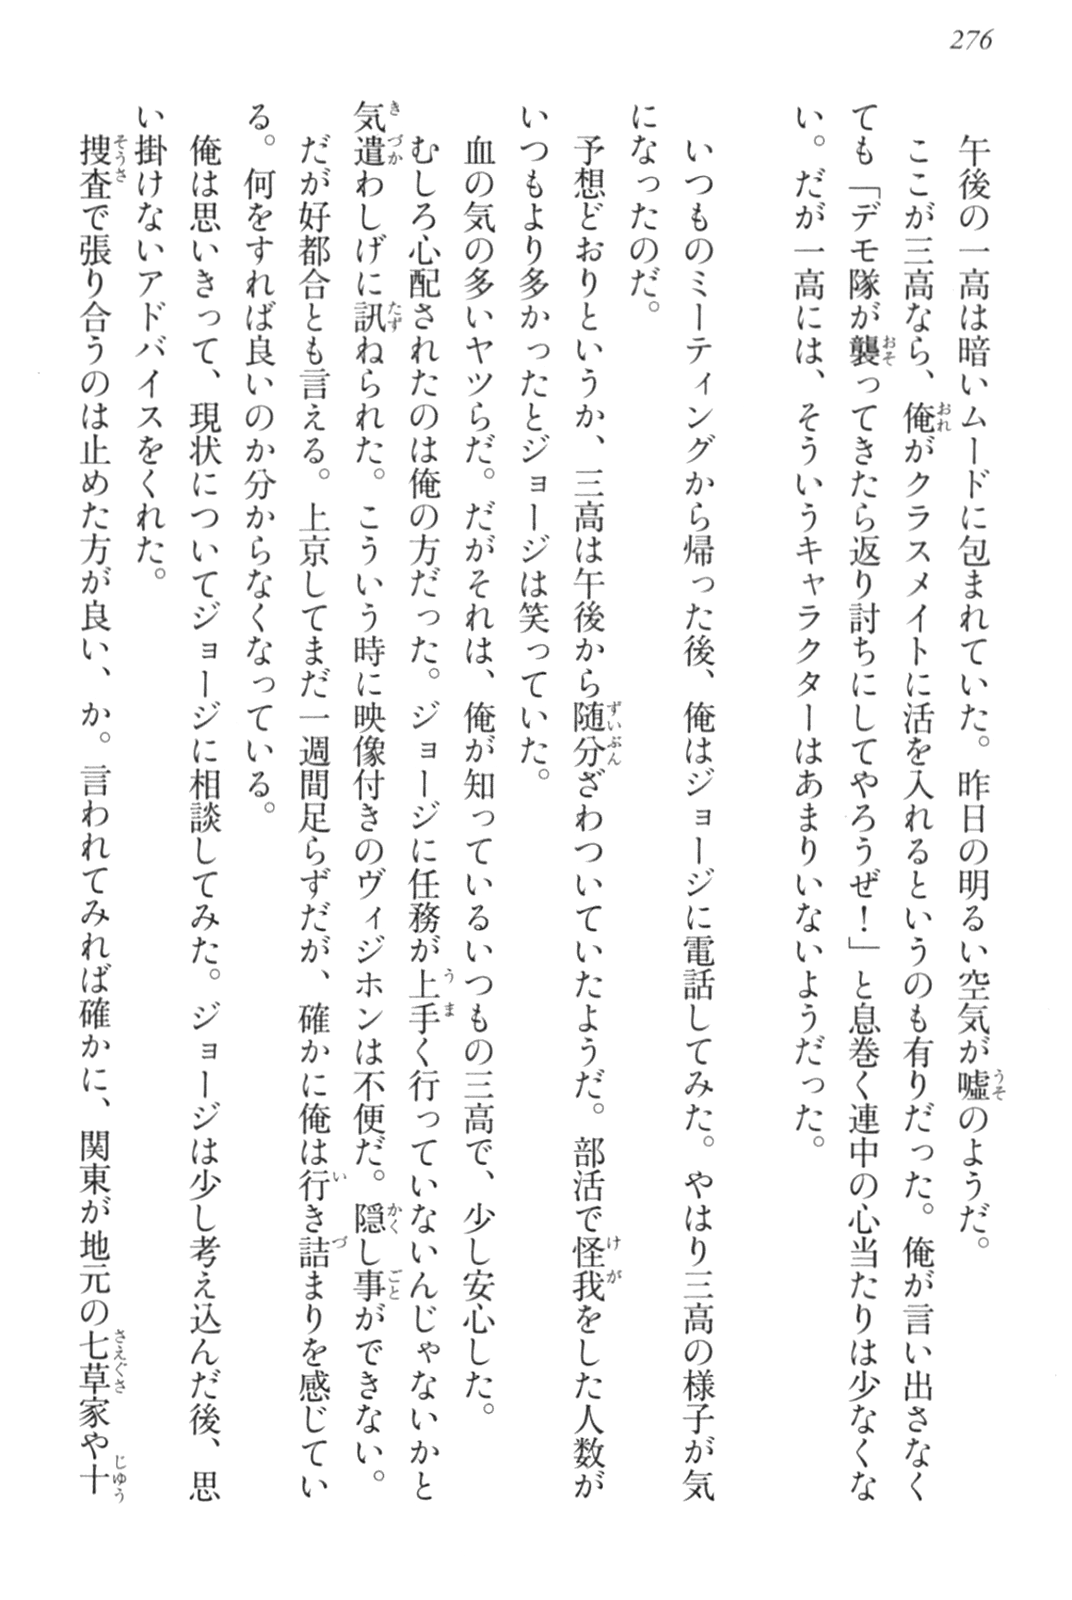 276
午後の一高は暗いムードに包まれていた。昨日の明るい空気が嘘のようだ。
ここが三高なら、俺がクラスメイトに活を入れるというのも有りだった。俺が言い出さなく
ても「デモ隊が襲ってきたら返り討ちにしてやろうぜ！」と息巻く連中の心当たりは少なくな
い。だが一高には、そういうキャラクターはあまりいないようだった。
いつものミーティングから帰った後、俺はジョージに電話してみた。やはり三高の様子が気
になったのだ。
予想どおりというか、三高は午後から随分ざわついていたようだ。部活で怪我をした人数が
いつもより多かったとジョージは笑っていた。
血の気の多いヤツらだ。だがそれは、俺が知っているいつもの三高で、少し安心した。
むしろ心配されたのは俺の方だった。ジョージに任務が上手く行っていないんじゃないかと
気遣わしげに訊ねられた。こういう時に映像付きのヴィジホンは不便だ。隠し事ができない。
だが好都合とも言える。上京してまだ一週間足らずだが、確かに俺は行き詰まりを感じてい
る。何をすれば良いのか分からなくなっている。
俺は思いきって、現状についてジョージに相談してみた。ジョージは少し考え込んだ後、思
い掛けないアドバイスをくれた。
捜査で張り合うのは止めた方が良い、か。言われてみれば確かに、関東が地元の七草家や十